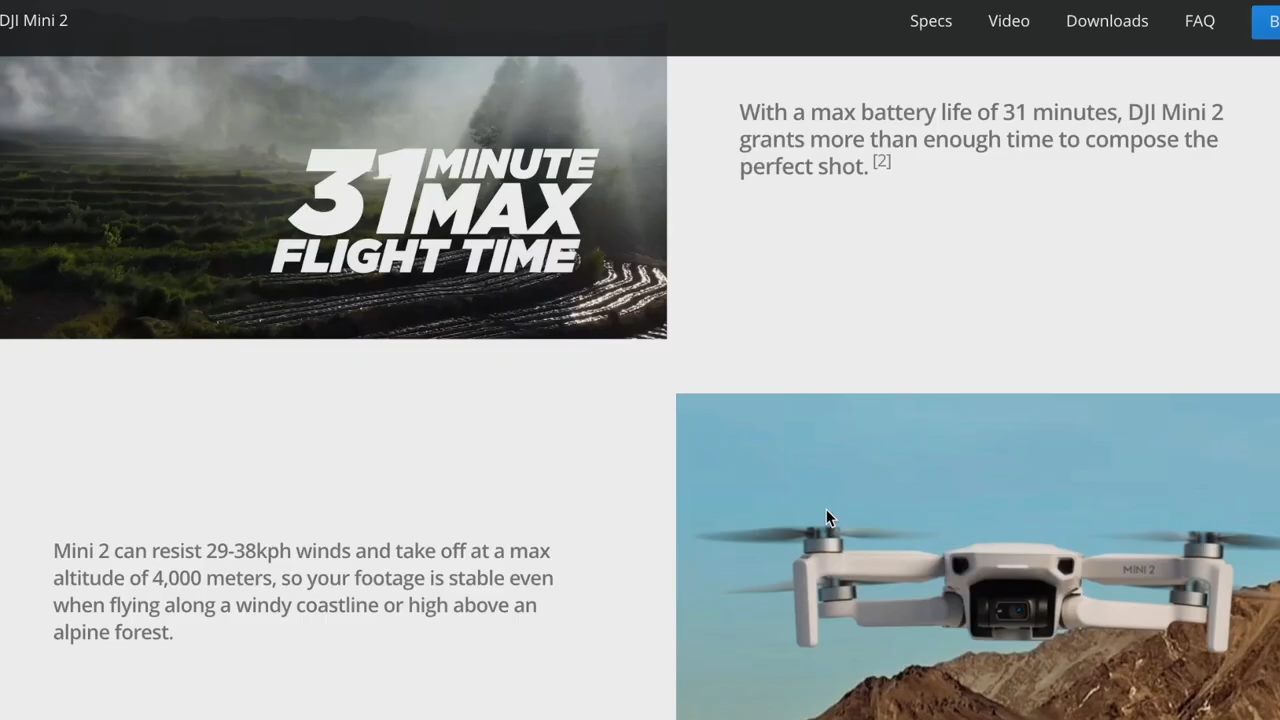 DJI Mini 2
Specs
Video
Downloads
FAQ
B
31 MINUTE
MAX
FLIGHT TIME
With a max battery life of 31 minutes, DJI Mini 2
grants more than enough time to compose the
perfect shot. [2]
Mini 2 can resist 29-38kph winds and take off at a max
altitude of 4,000 meters, so your footage is stable even
when flying along a windy coastline or high above an
alpine forest.
MINI 2